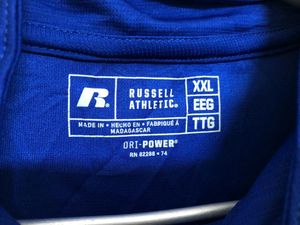 R
RUSSELL
ATHLETIC®
XXL
EEG
TTG
MADE IN • HECHO EN • FABRIQUÉ À
MADAGASCAR
DRI-POWER®
RN 82288 • 74